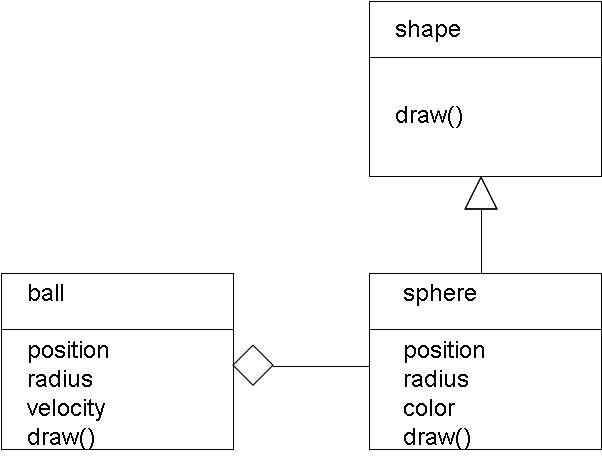 shape
draw()
ball
position
radius
velocity
draw()
sphere
position
radius
color
draw()